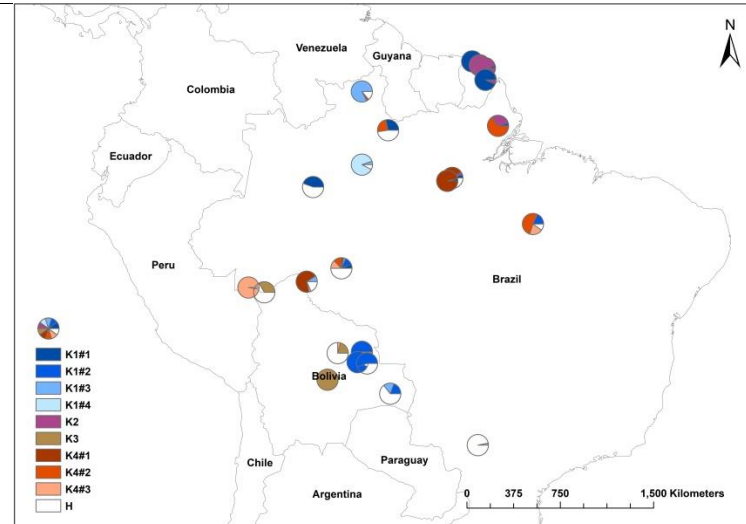 N
Venezuela
Guyana
Colombia
Ecuador
Peru
Brazil
K1#1
K1#2
K1#3
K1#4
K2
K3
K4#1
K4#2
K4#3
H
Bolivia
Paraguay
Chile
Argentina
0 375 750 1,500 Kilometers